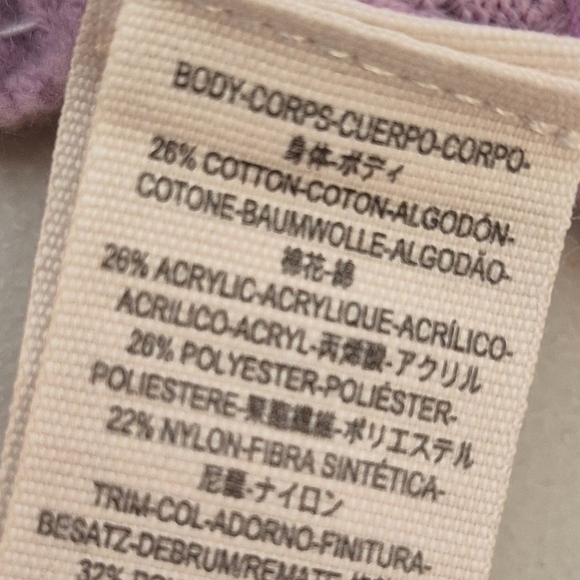 BODY-CORPS-CUERPO-CORPO-
身体-ボディ
26% COTTON-COTON-ALGODÓN-
COTONE-BAUMWOLLE-ALGODÃO-
棉花-綿
26% ACRYLIC-ACRYLIQUE-ACRÍLICO-
ACRILICO-ACRYL-丙烯酸-アクリル
26% POLYESTER-POLIÉSTER-
POLIESTERE-聚酯纖維-ポリエステル
22% NYLON-FIBRA SINTÉTICA-
尼龍-ナイロン
TRIM-COL-ADORNO-FINITURA-
BESATZ-DEBRUM/REMATE
32%